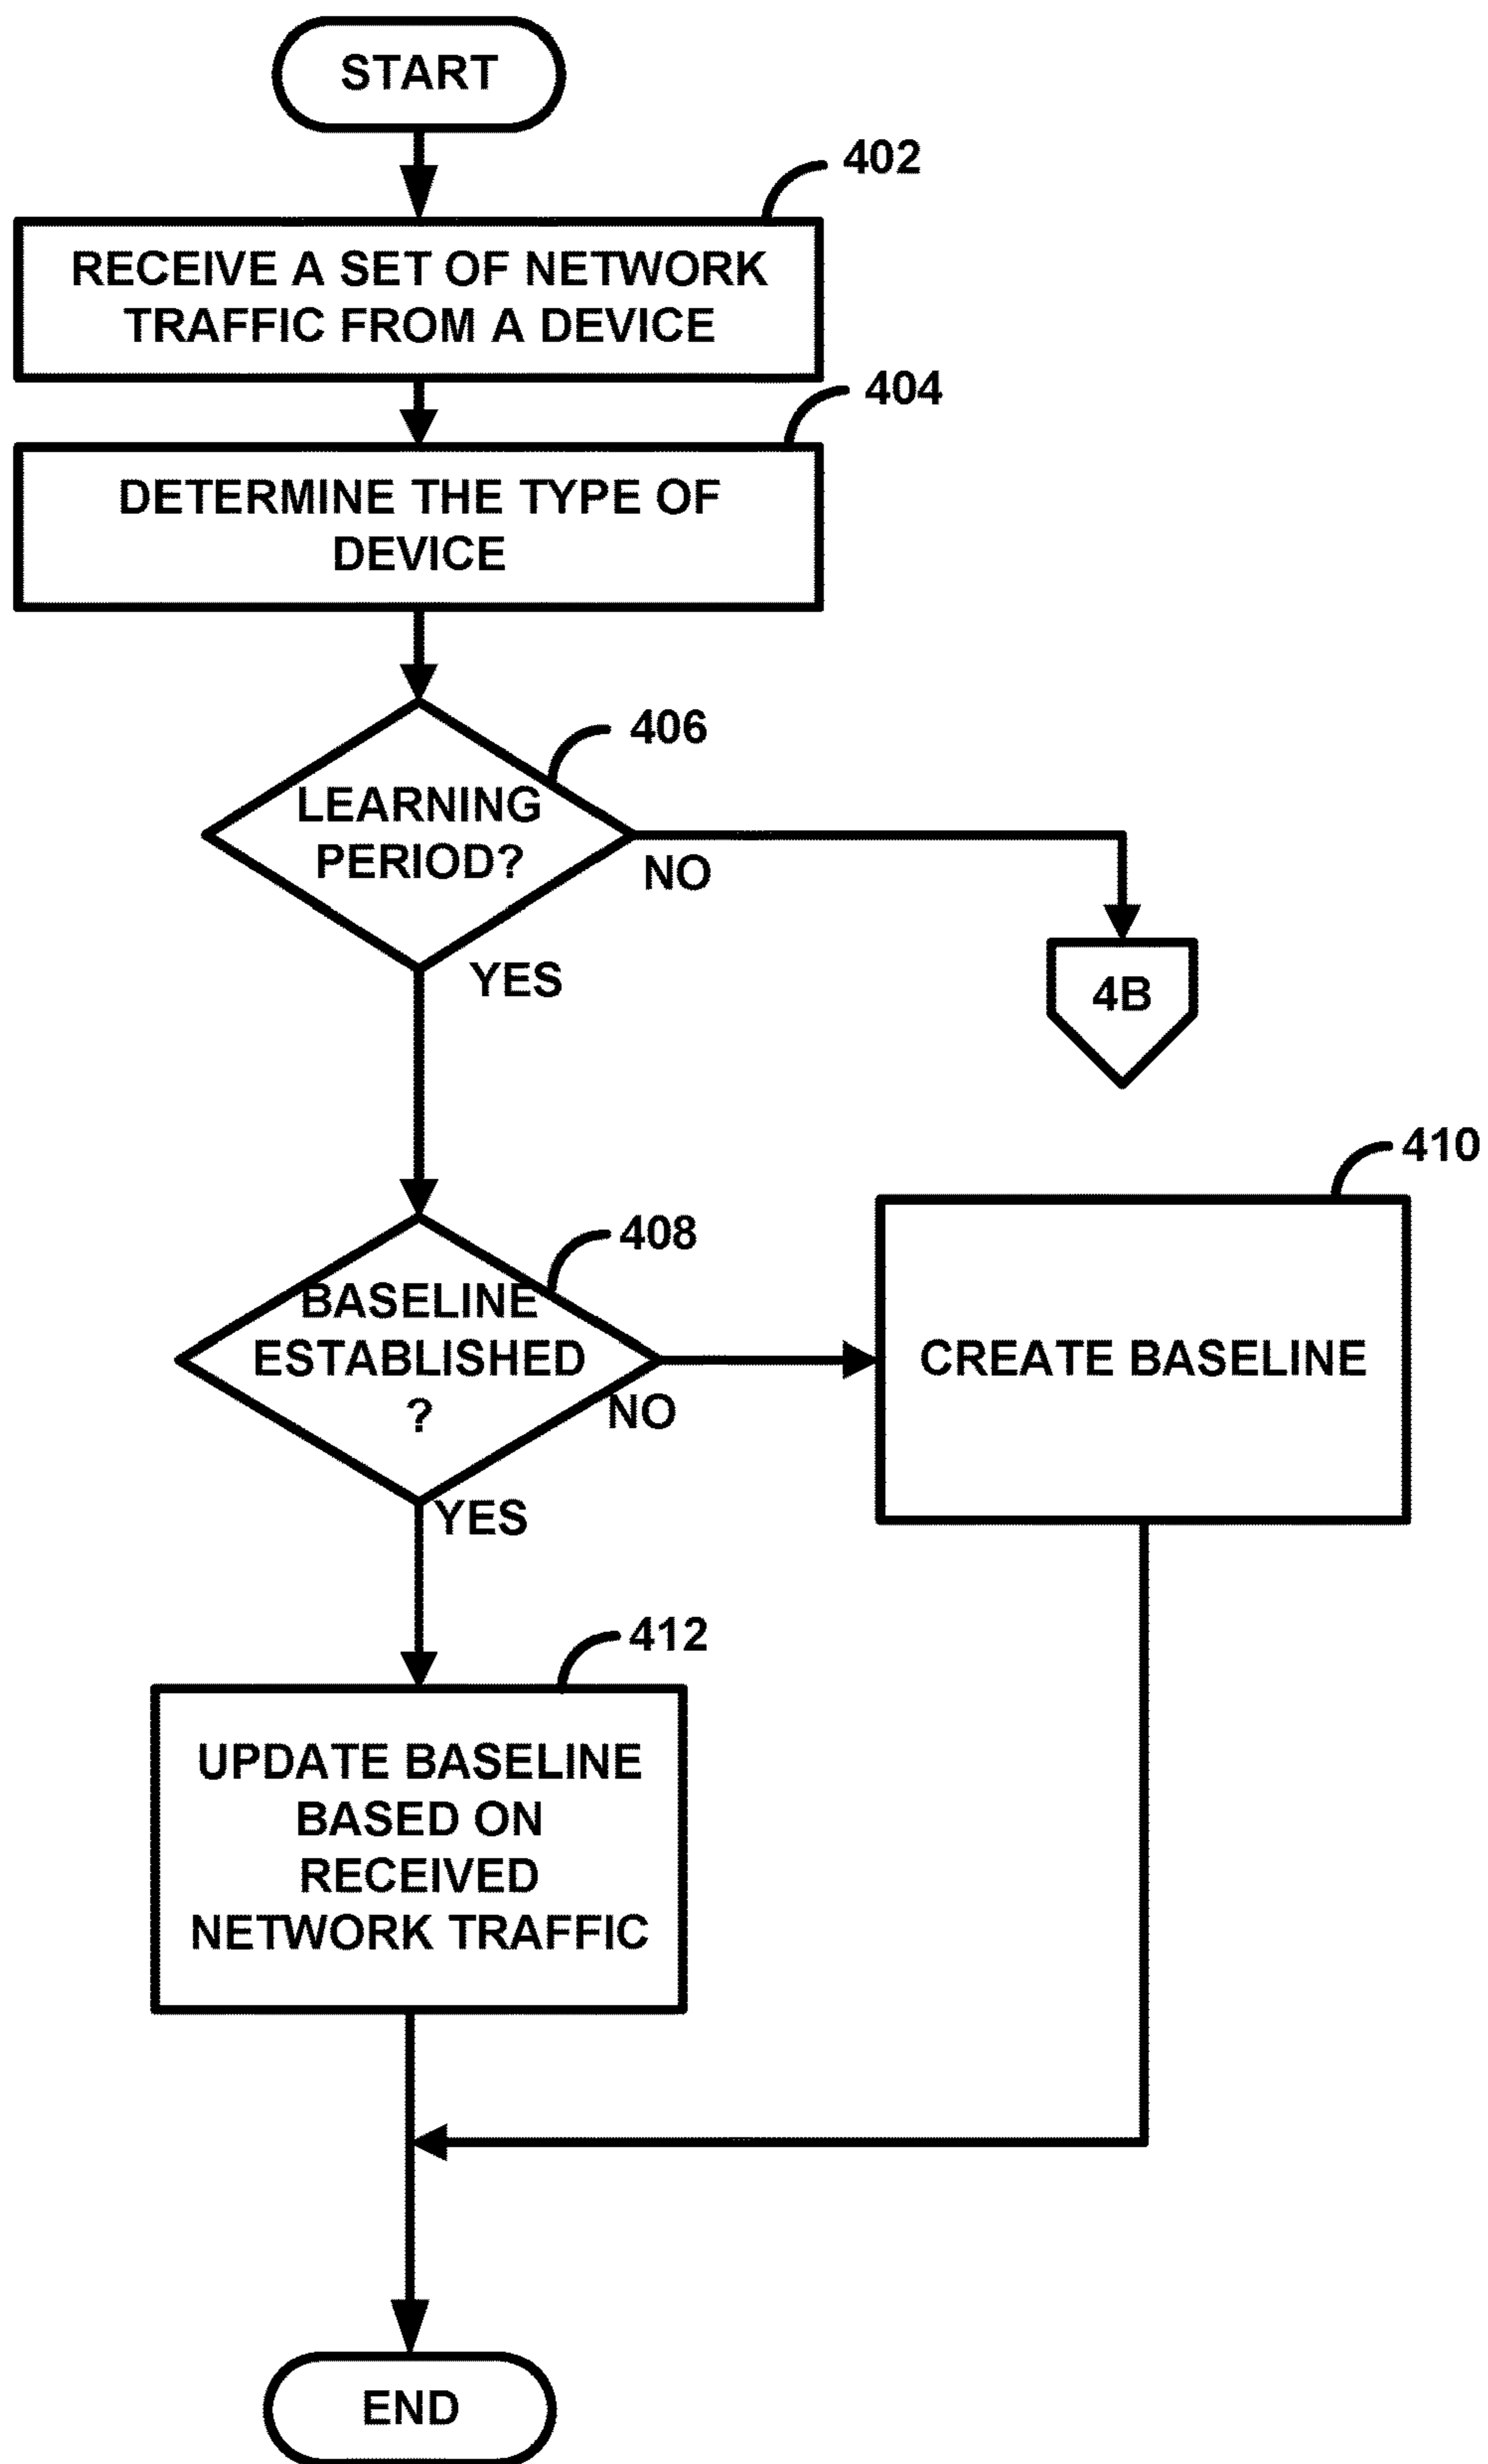 START
402
RECEIVE A SET OF NETWORK
TRAFFIC FROM A DEVICE
404
DETERMINE THE TYPE OF
DEVICE
406
LEARNING
PERIOD?
NO
YES
4B
408
BASELINE
ESTABLISHED
?
NO
YES
410
CREATE BASELINE
412
UPDATE BASELINE
BASED ON
RECEIVED
NETWORK TRAFFIC
END